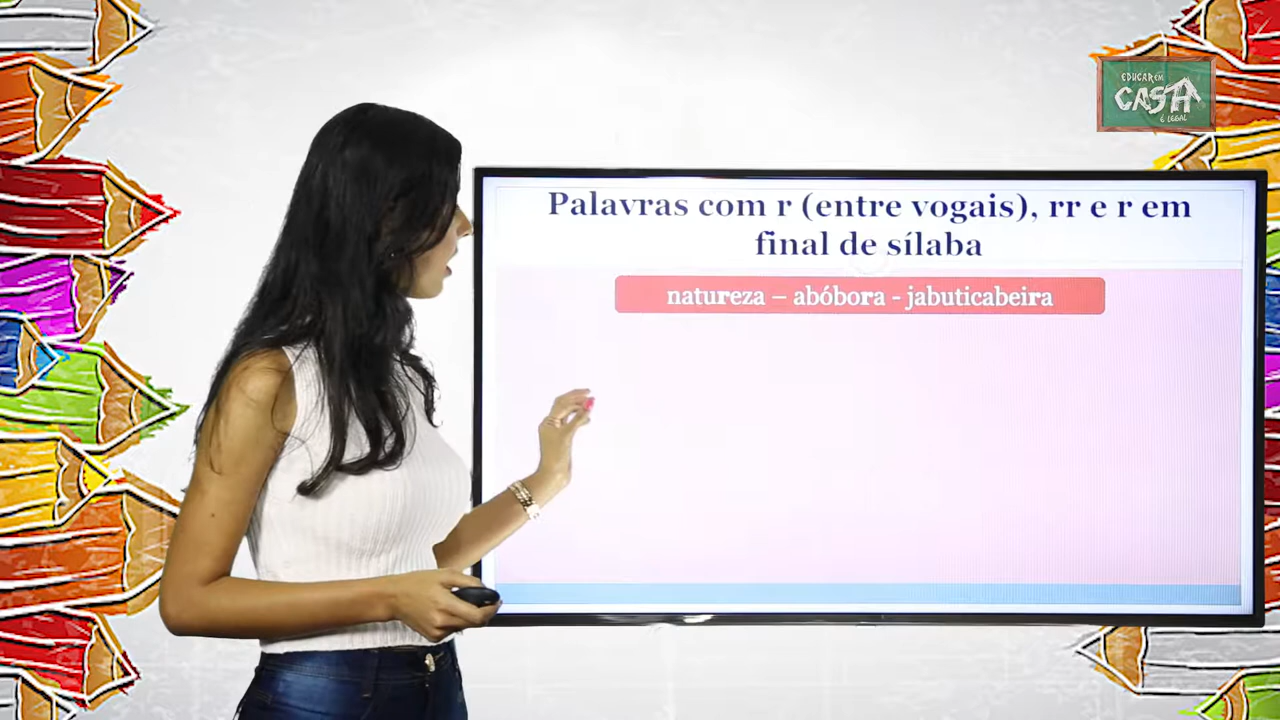 EDUCAR EM
CASA
É LEGAL
Palavras com r (entre vogais), rr e r em
final de sílaba
natureza – abóbora - jabuticabeira